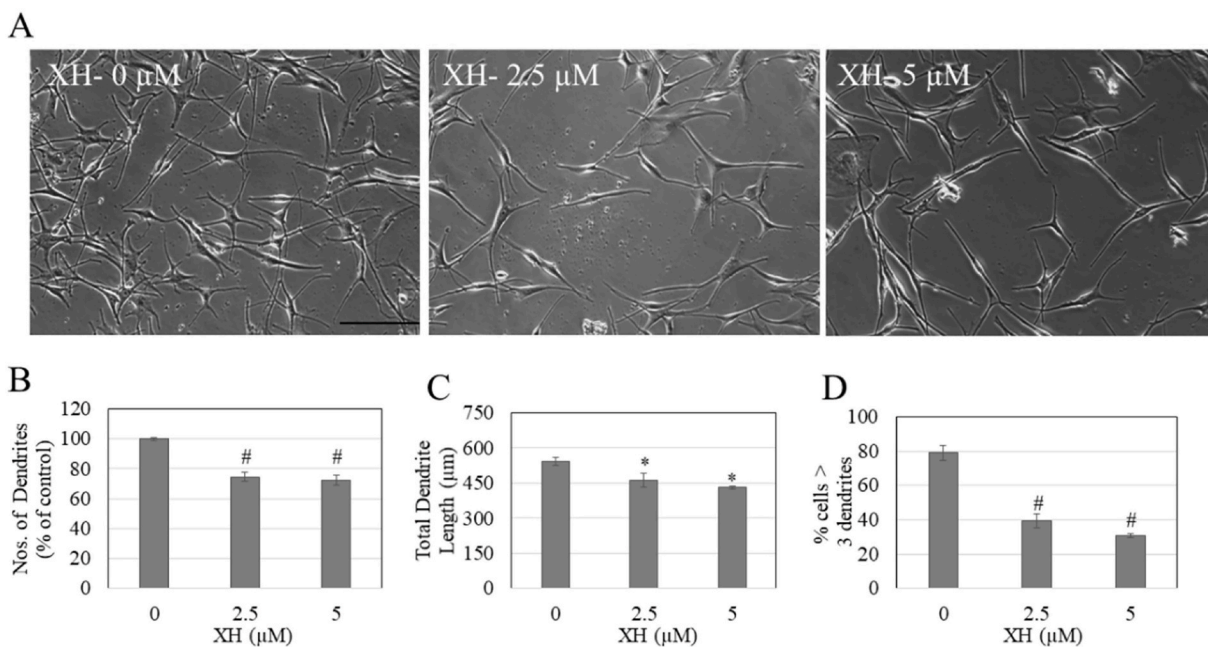 A
XH- 0 µM
XH- 2.5 µM
XH- 5 µM
B
Nos. of Dendrites
(% of control)
120
100
80
60
40
20
0
#
#
0
2.5
5
XH (µM)
C
Total Dendrite
Length (µm)
750
600
450
300
150
0
*
*
0
2.5
5
XH (µM)
D
% cells >
3 dendrites
100
80
60
40
20
0
#
#
0
2.5
5
XH (µM)